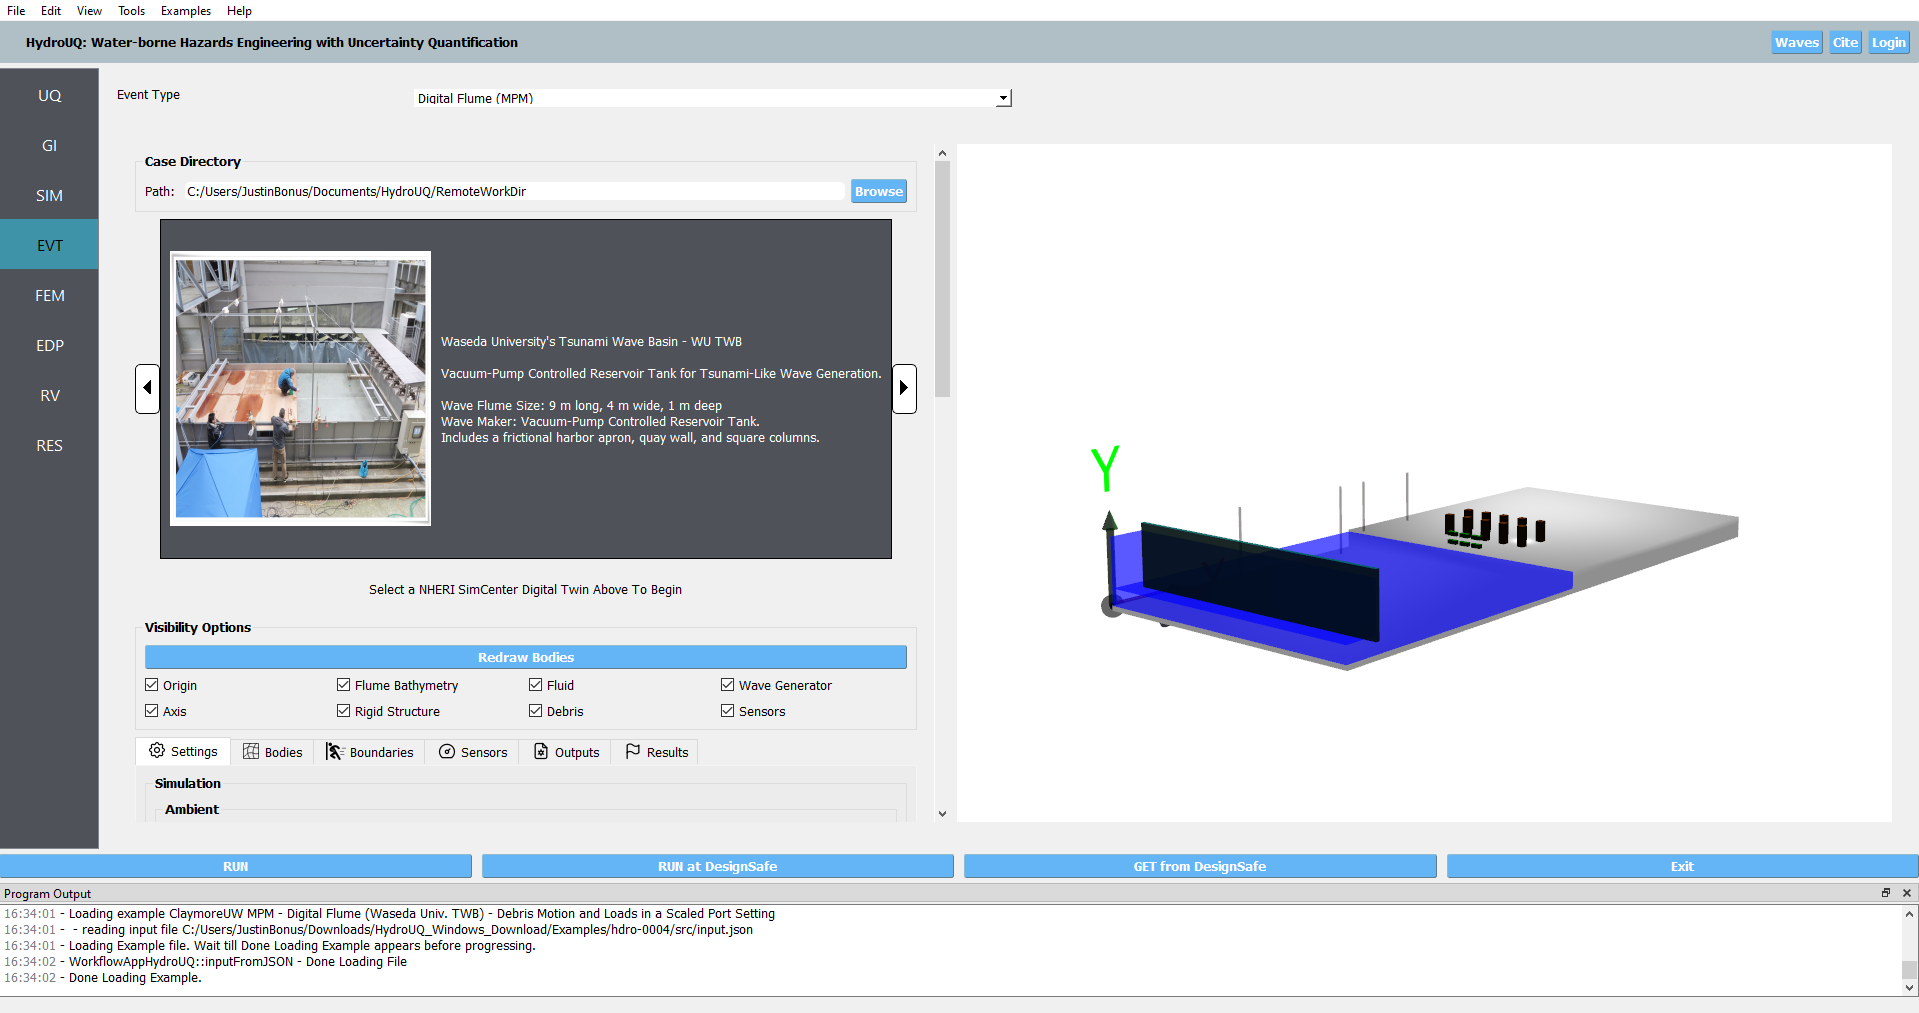 File Edit View Tools Examples Help
HydroUQ: Water-borne Hazards Engineering with Uncertainty Quantification
Waves Cite Login
UQ
GI
SIM
EVT
FEM
EDP
RV
RES
Event Type
Digital Flume (MPM)
Case Directory
Path: C:/Users/JustinBonus/Documents/HydroUQ/RemoteWorkDir Browse
Waseda University's Tsunami Wave Basin - WU TWB
Vacuum-Pump Controlled Reservoir Tank for Tsunami-Like Wave Generation.
Wave Flume Size: 9 m long, 4 m wide, 1 m deep
Wave Maker: Vacuum-Pump Controlled Reservoir Tank.
Includes a frictional harbor apron, quay wall, and square columns.
Select a NHERI SimCenter Digital Twin Above To Begin
Visibility Options
Redraw Bodies
Origin Flume Bathymetry Fluid Wave Generator
Axis Rigid Structure Debris Sensors
Settings Bodies Boundaries Sensors Outputs Results
Simulation
Ambient
Y
RUN RUN at DesignSafe GET from DesignSafe Exit
Program Output
16:34:01 - Loading example ClaymoreUW MPM - Digital Flume (Waseda Univ. TWB) - Debris Motion and Loads in a Scaled Port Setting
16:34:01 - - reading input file C:/Users/JustinBonus/Downloads/HydroUQ_Windows_Download/Examples/hdro-0004/src/input.json
16:34:01 - Loading Example file. Wait till Done Loading Example appears before progressing.
16:34:02 - WorkflowAppHydroUQ::inputFromJSON - Done Loading File
16:34:02 - Done Loading Example.